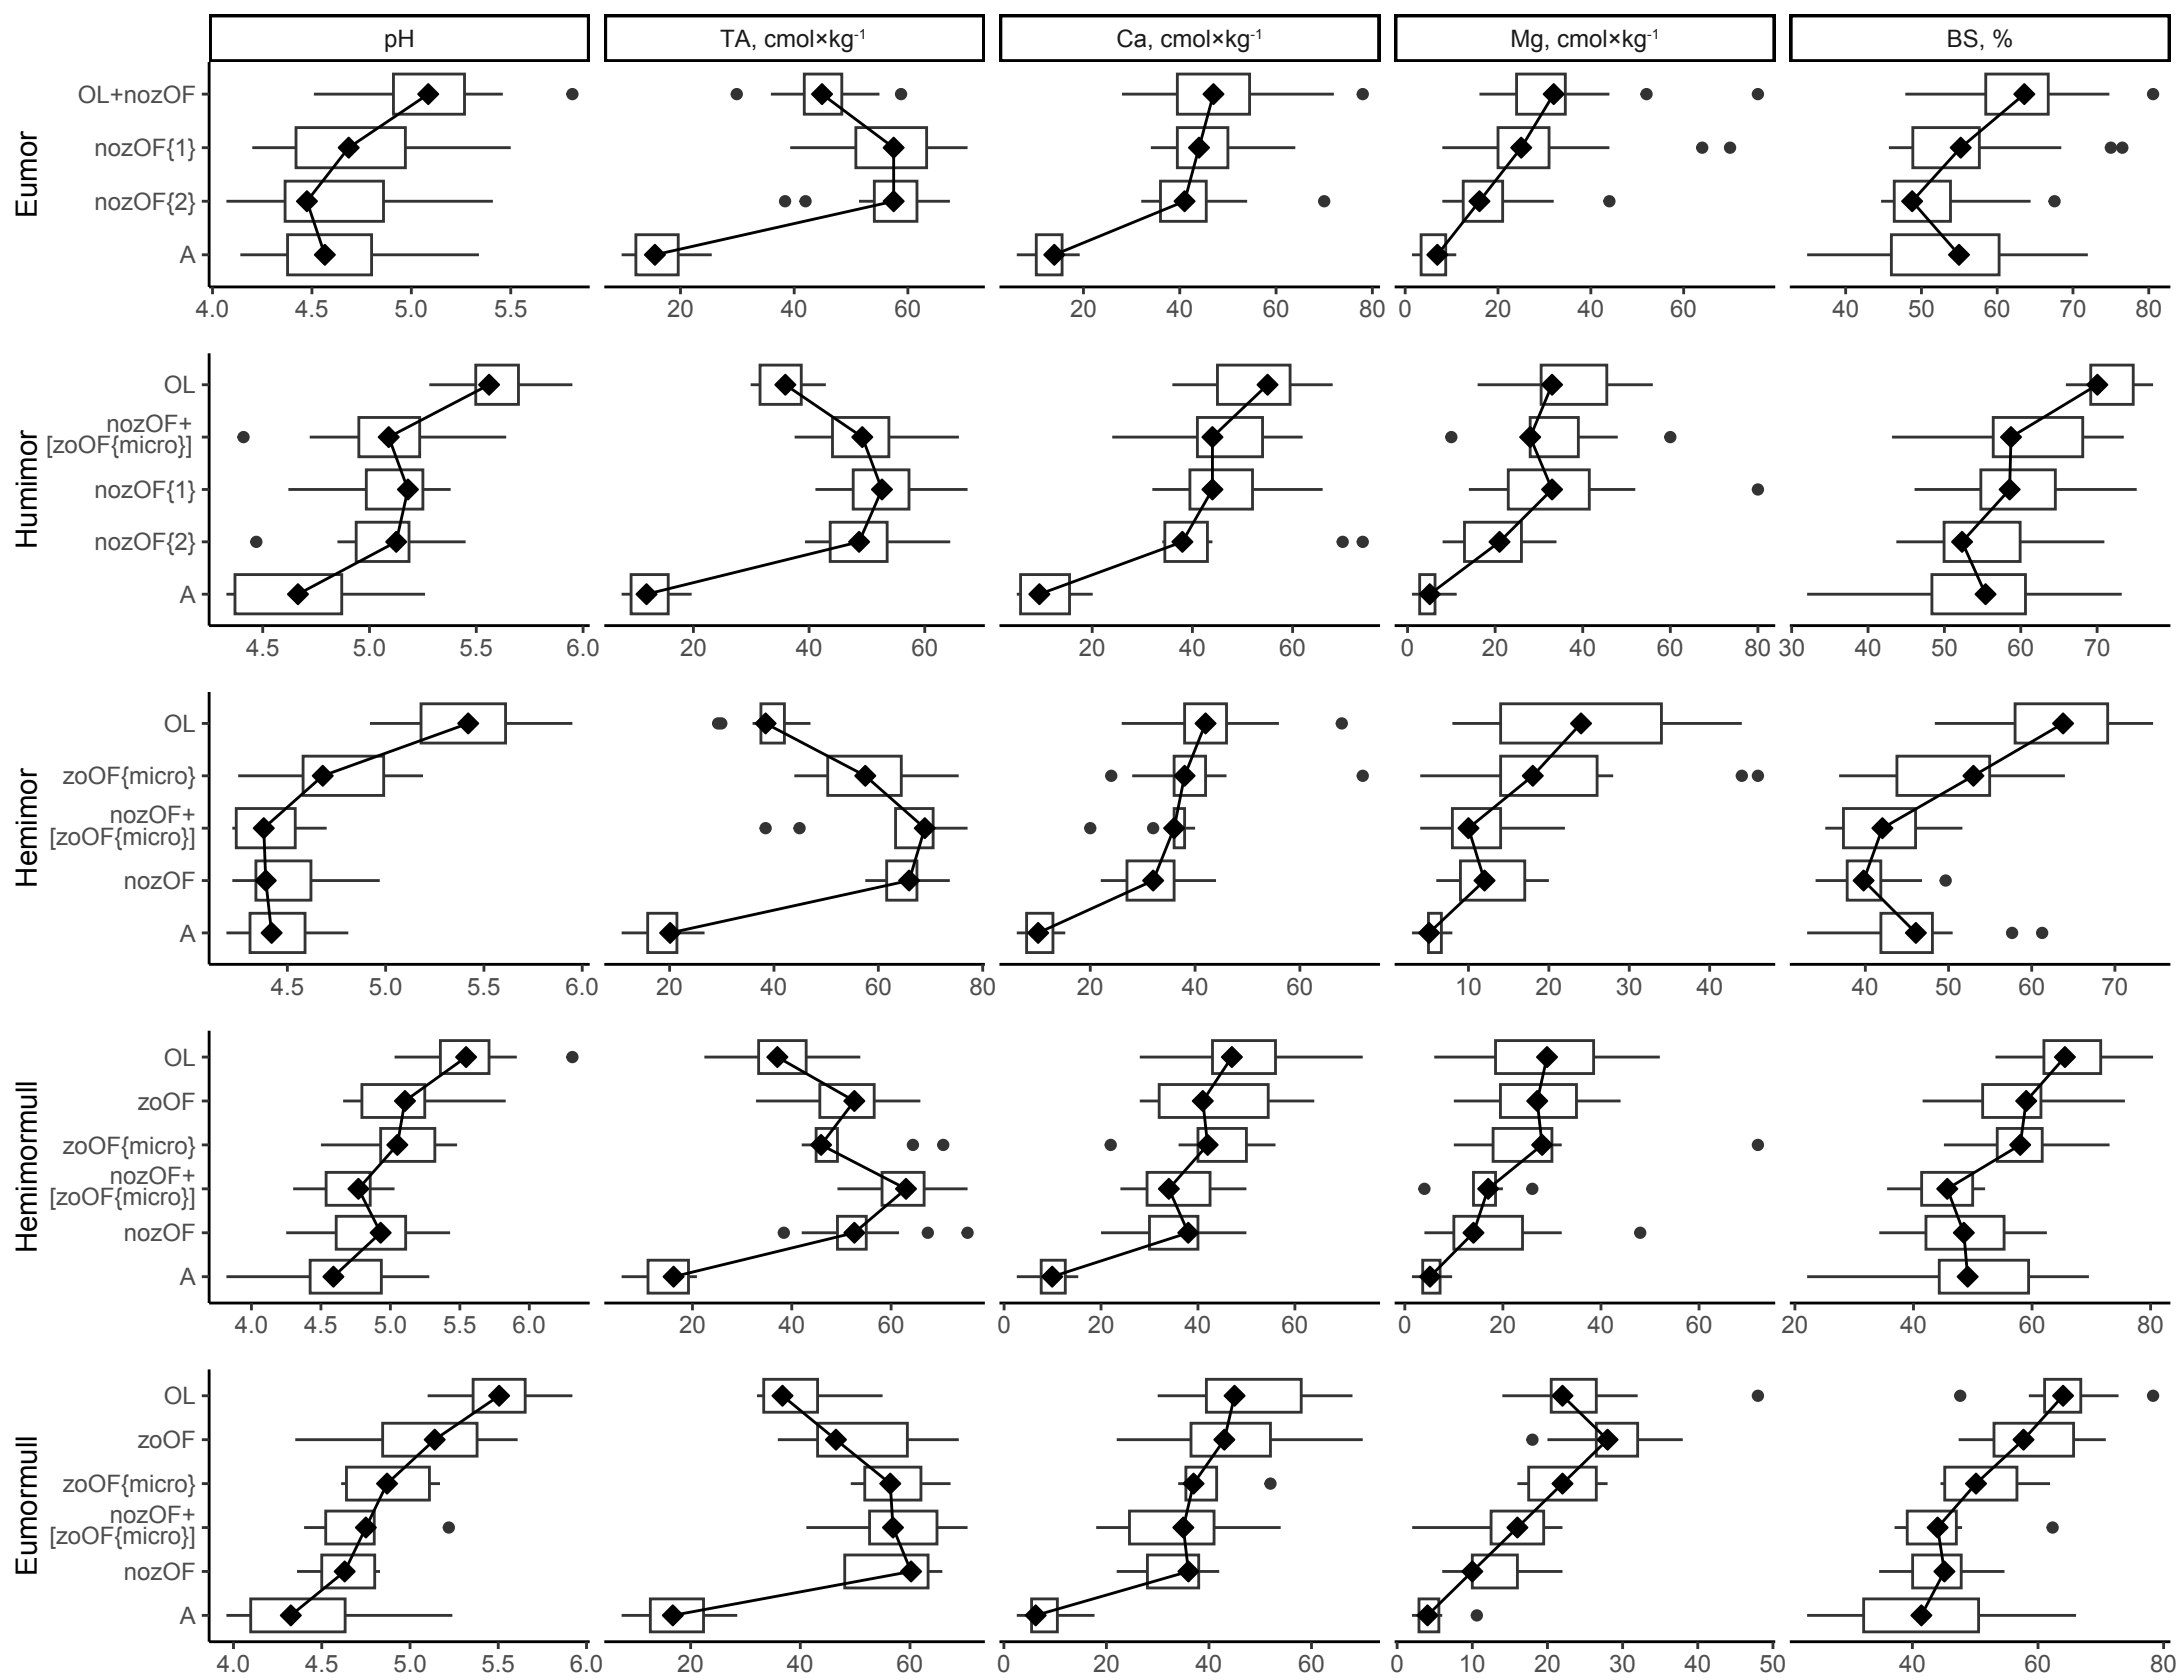 pH TA, cmol×kg⁻¹ Ca, cmol×kg⁻¹ Mg, cmol×kg⁻¹ BS, %
Eumor
OL+nozOF
nozOF{1}
nozOF{2}
A
4.0 4.5 5.0 5.5 20 40 60 20 40 60 80 0 20 40 60 40 50 60 70 80
Humimor
OL
nozOF+
[zoOF{micro}]
nozOF{1}
nozOF{2}
A
4.5 5.0 5.5 6.0 20 40 60 20 40 60 0 20 40 60 80 30 40 50 60 70
Hemimor
OL
zoOF{micro}
nozOF+
[zoOF{micro}]
nozOF
A
4.5 5.0 5.5 6.0 20 40 60 80 20 40 60 10 20 30 40 40 50 60 70
Hemimormull
OL
zoOF
zoOF{micro}
nozOF+
[zoOF{micro}]
nozOF
A
4.0 4.5 5.0 5.5 6.0 20 40 60 0 20 40 60 0 20 40 60 20 40 60 80
Eumormull
OL
zoOF
zoOF{micro}
nozOF+
[zoOF{micro}]
nozOF
A
4.0 4.5 5.0 5.5 6.0 20 40 60 0 20 40 60 0 10 20 30 40 50 40 60 80